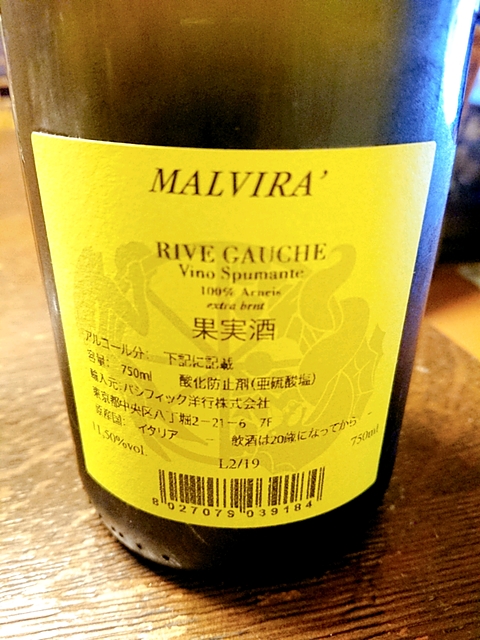 MALVIRA'
RIVE GAUCHE
Vino Spumante
100% Arneis
extra brut
果実酒
アルコール分: 下記に記載
容量: 750ml 酸化防止剤(亜硫酸塩)
輸入元:パシフィック洋行株式会社
東京都中央区八丁堀2-21-6 7F
原産国: イタリア - 飲酒は20歳になってから -
11,50%vol. 750ml
L2/19
8 027079 039184